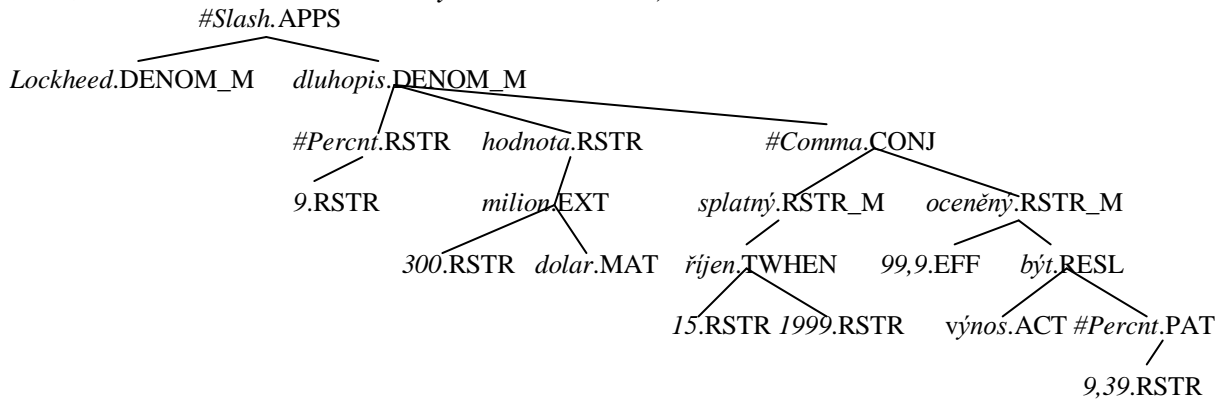 #Slash.APPS
Lockheed.DENOM_M dluhopis.DENOM_M
#Percnt.RSTR hodnota.RSTR #Comma.CONJ
9.RSTR milion.EXT splatný.RSTR_M oceněný.RSTR_M
300.RSTR dolar.MAT říjen.TWHEN 99,9.EFF být.RESL
15.RSTR 1999.RSTR výnos.ACT #Percnt.PAT
9,39.RSTR